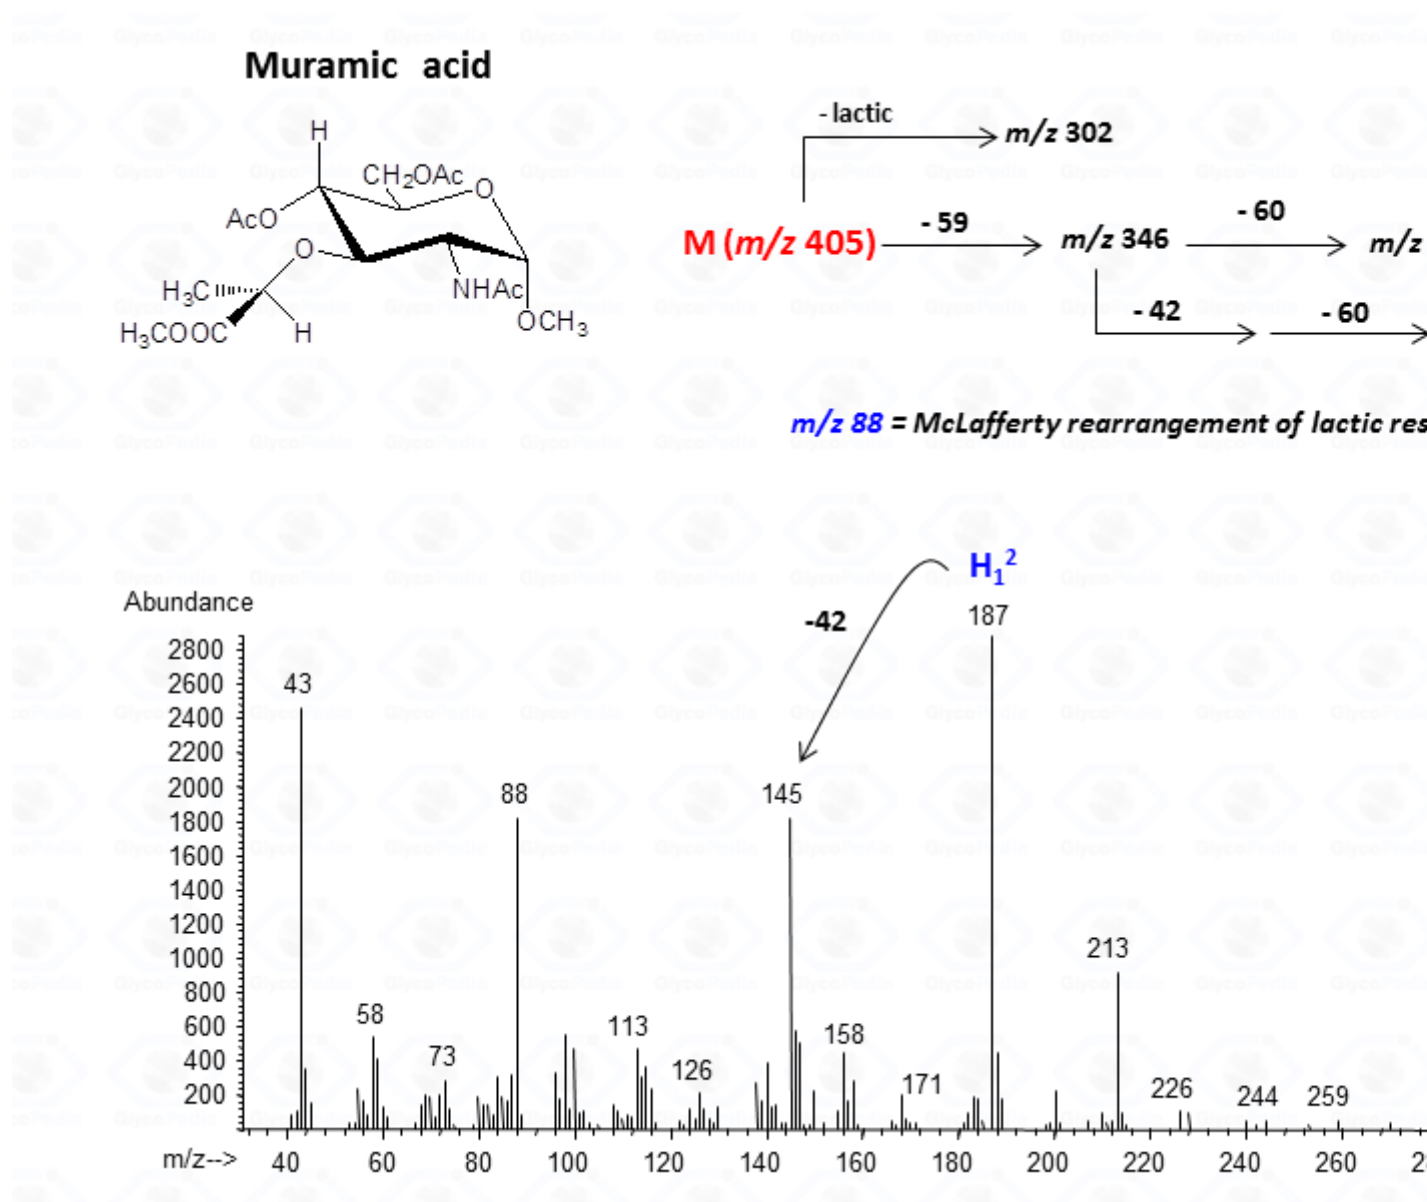 Muramic acid
H
CH2OAc
O
AcO
O
H3C
NHAc
H3COOC
H
OCH3
- lactic
m/z 302
M (m/z 405)
- 59
m/z 346
- 60
m/z
- 42
- 60
m/z 88 = McLafferty rearrangement of lactic res
H₁²
Abundance
-42
187
2800
2600
43
2400
2200
2000
88
145
1800
1600
1400
1200
1000
213
800
600
58
113
158
400
73
126
171
226
244
259
200
m/z-->
40 60 80 100 120 140 160 180 200 220 240 260
GlycoPedia